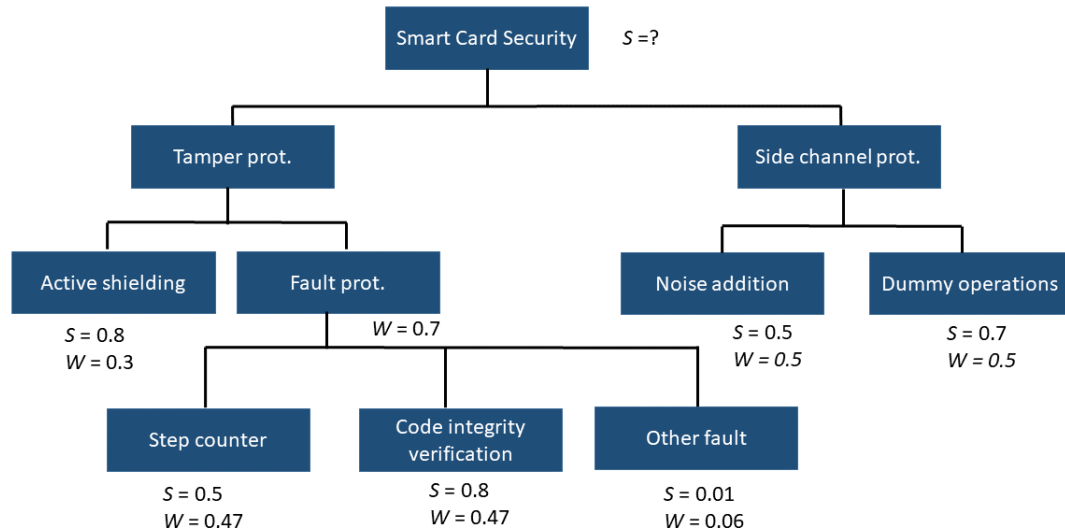 Smart Card Security
S =?
Tamper prot.
Side channel prot.
Active shielding
Fault prot.
Noise addition
Dummy operations
S = 0.8
W = 0.3
W = 0.7
S = 0.5
W = 0.5
S = 0.7
W = 0.5
Step counter
Code integrity
verification
Other fault
S = 0.5
W = 0.47
S = 0.8
W = 0.47
S = 0.01
W = 0.06